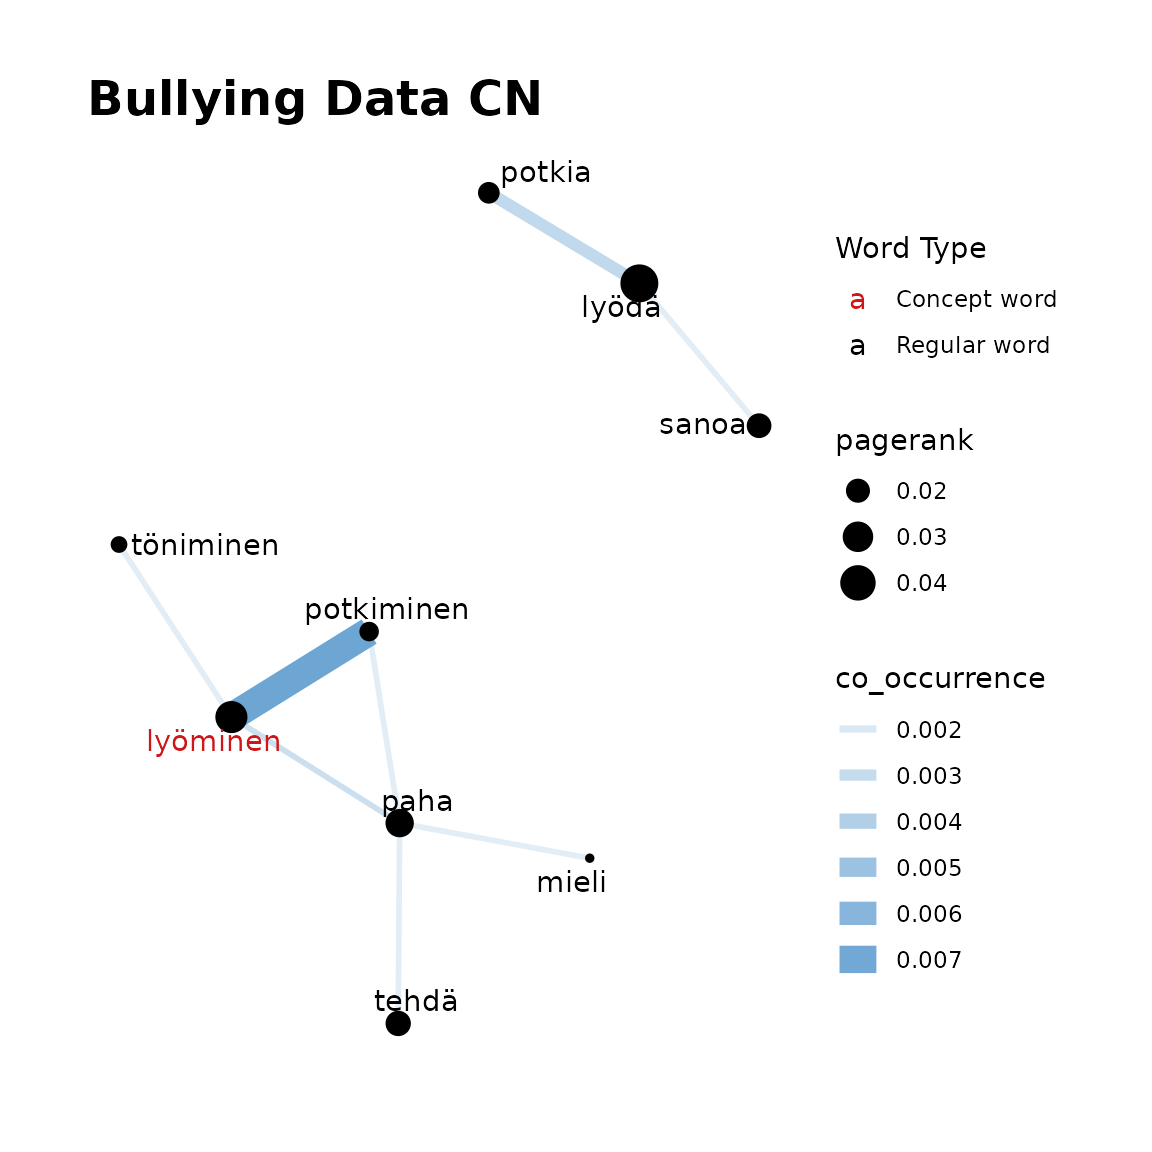 Bullying Data CN
potkia
lyödä
sanoa
töniminen
potkiminen
lyöminen
paha
mieli
tehdä
Word Type
a Concept word
a Regular word
pagerank
0.02
0.03
0.04
co_occurrence
0.002
0.003
0.004
0.005
0.006
0.007